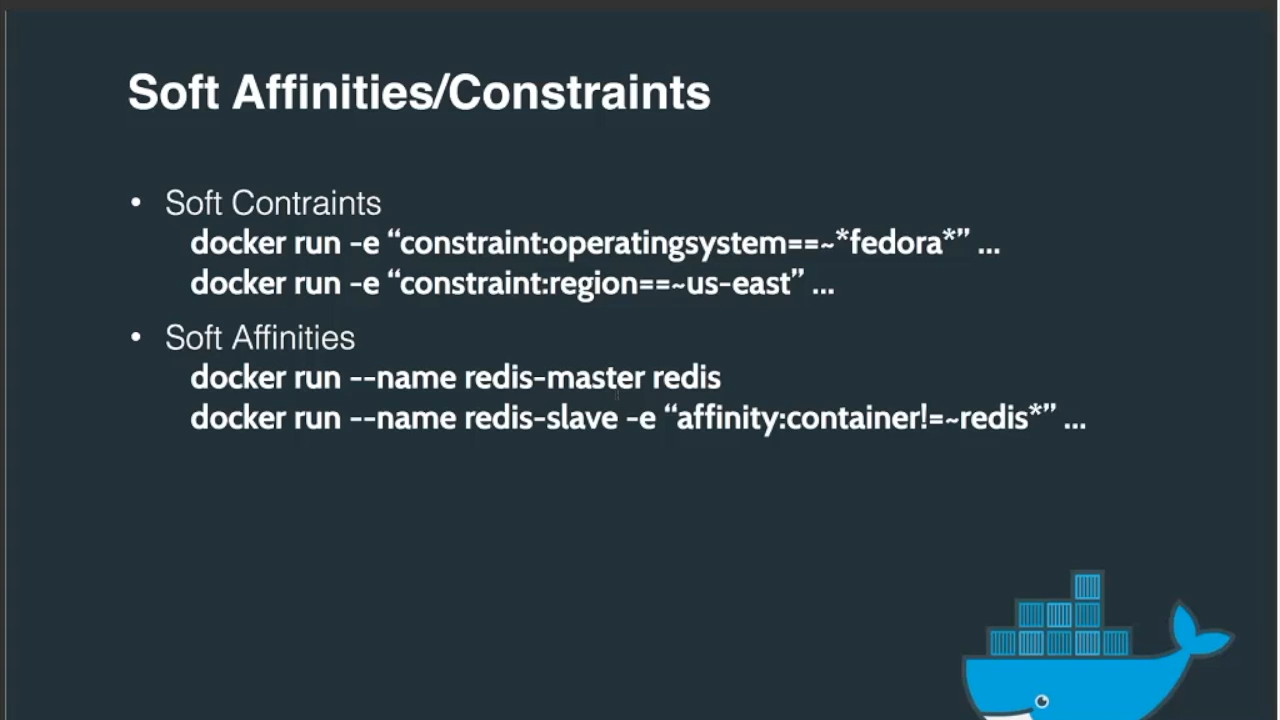 Soft Affinities/Constraints
• Soft Contraints
docker run -e “constraint:operatingsystem==~*fedora*” ...
docker run -e “constraint:region==~us-east” ...
• Soft Affinities
docker run --name redis-master redis
docker run --name redis-slave -e “affinity:container!=~redis*” ...